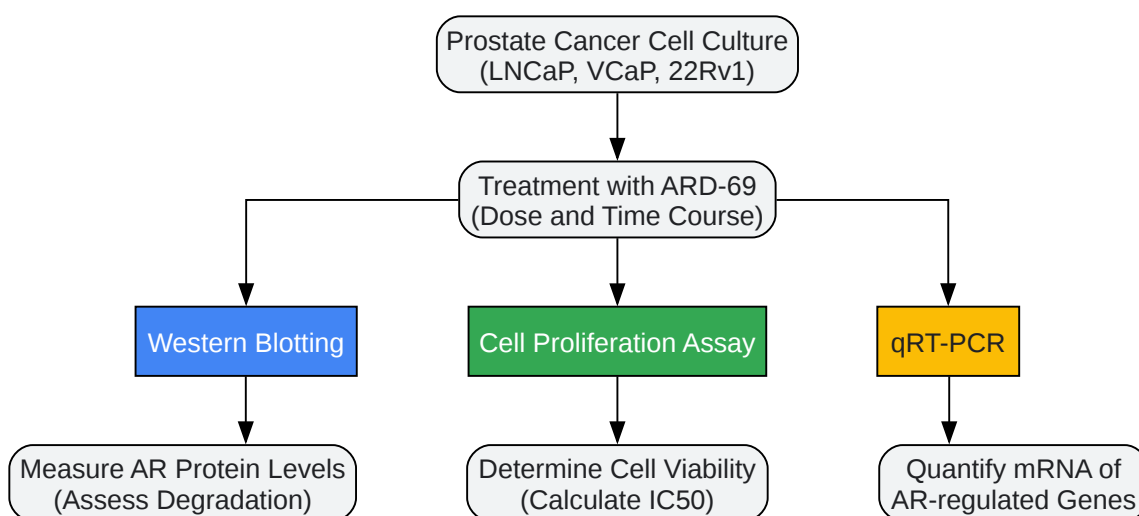 Prostate Cancer Cell Culture
(LNCaP, VCaP, 22Rv1)
Treatment with ARD-69
(Dose and Time Course)
Western Blotting
Cell Proliferation Assay
qRT-PCR
Measure AR Protein Levels
(Assess Degradation)
Determine Cell Viability
(Calculate IC50)
Quantify mRNA of
AR-regulated Genes